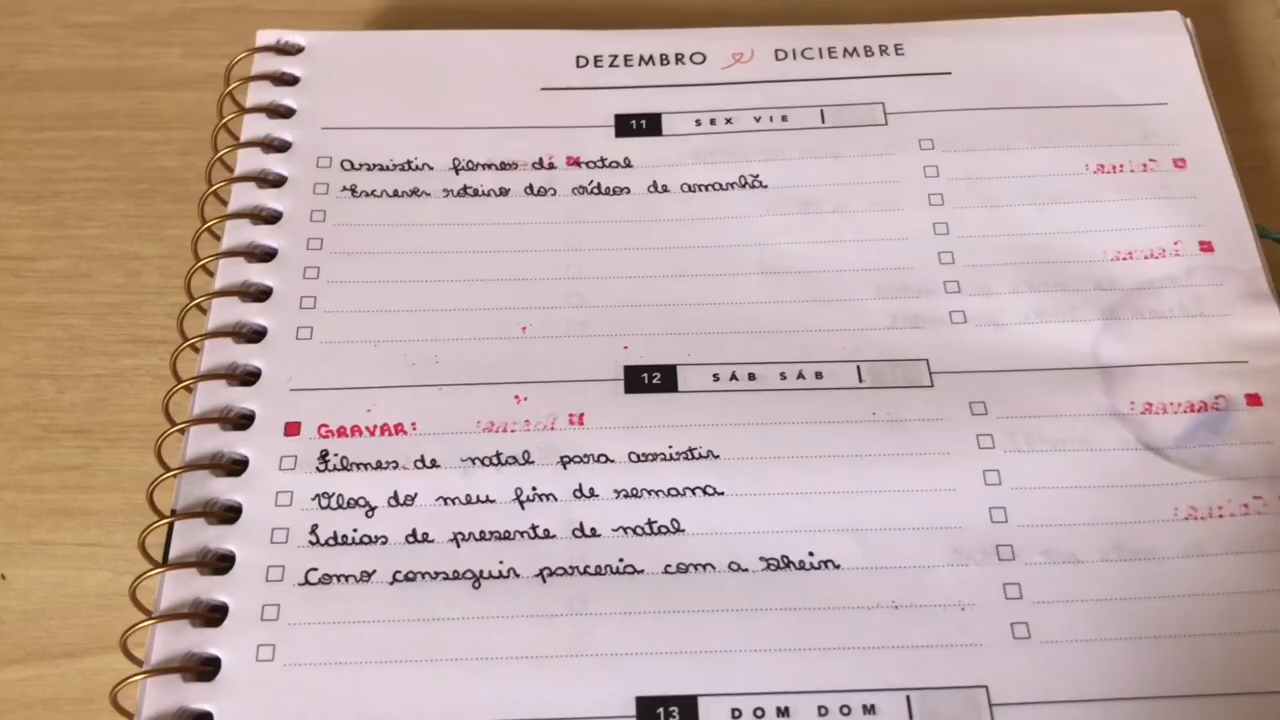 DEZEMBRO DICIEMBRE
11 SEX VIE
Assistir filmes de natal
Escrever roteiro dos vídeos de amanhã
12 SÁB SÁB
GRAVAR:
Filmes de natal para assistir
Vlog do meu fim de semana
Ideias de presente de natal
Como conseguir parceria com a Shein
13 DOM DOM